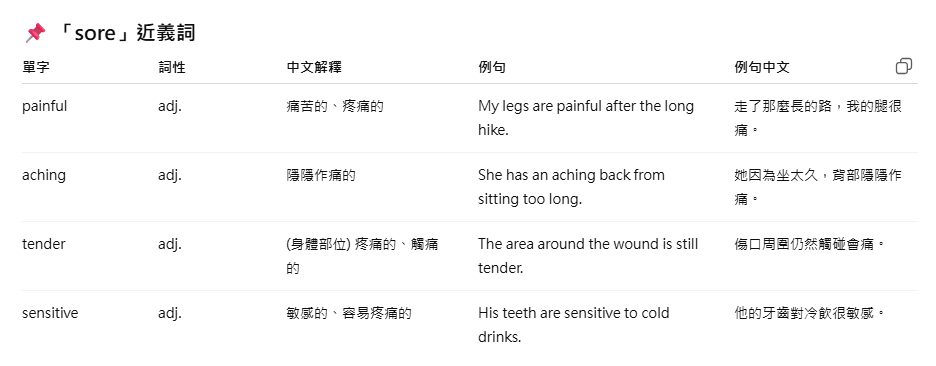 「sore」近義詞
單字 詞性 中文解釋 例句 例句中文
painful adj. 痛苦的、疼痛的 My legs are painful after the long 走了那麼長的路，我的腿很
hike. 痛。
aching adj. 隱隱作痛的 She has an aching back from 她因為坐太久，背部隱隱作
sitting too long. 痛。
tender adj. (身體部位) 疼痛的、觸痛 The area around the wound is still 傷口周圍仍然觸碰會痛。
的 tender.
sensitive adj. 敏感的、容易疼痛的 His teeth are sensitive to cold 他的牙齒對冷飲很敏感。
drinks.